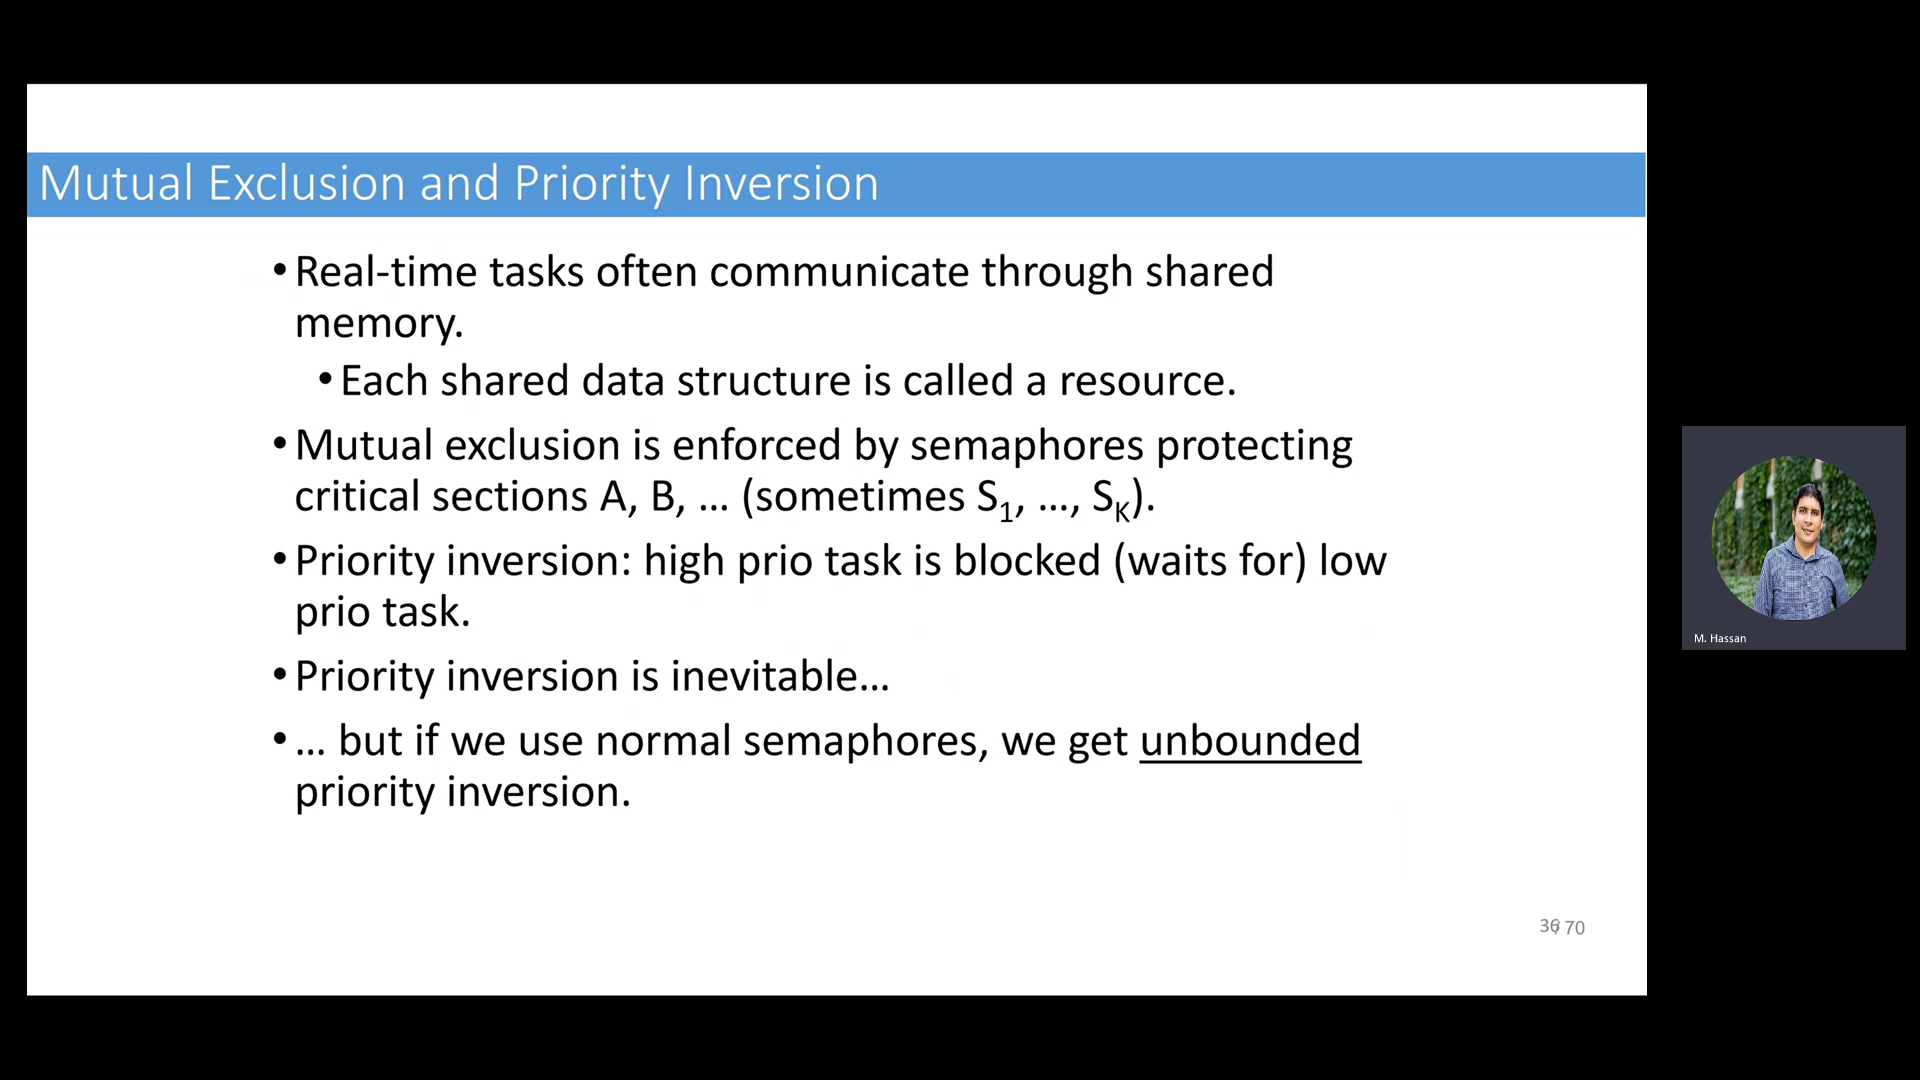 Mutual Exclusion and Priority Inversion
•Real-time tasks often communicate through shared
memory.
•Each shared data structure is called a resource.
•Mutual exclusion is enforced by semaphores protecting
critical sections A, B, … (sometimes S1, …, SK).
•Priority inversion: high prio task is blocked (waits for) low
prio task.
•Priority inversion is inevitable…
•… but if we use normal semaphores, we get unbounded
priority inversion.
36/ 70
M. Hassan